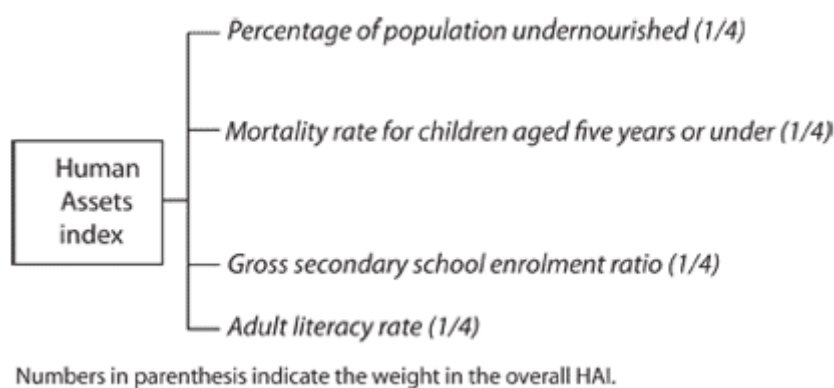 Percentage of population undernourished (1/4)
Mortality rate for children aged five years or under (1/4)
Human
Assets
index
Gross secondary school enrolment ratio (1/4)
Adult literacy rate (1/4)
Numbers in parenthesis indicate the weight in the overall HAI.